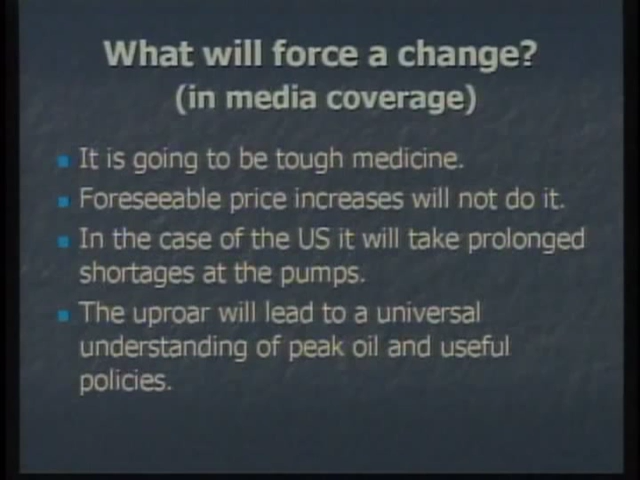 What will force a change?
(in media coverage)
It is going to be tough medicine.
Foreseeable price increases will not do it.
In the case of the US it will take prolonged
shortages at the pumps.
The uproar will lead to a universal
understanding of peak oil and useful
policies.